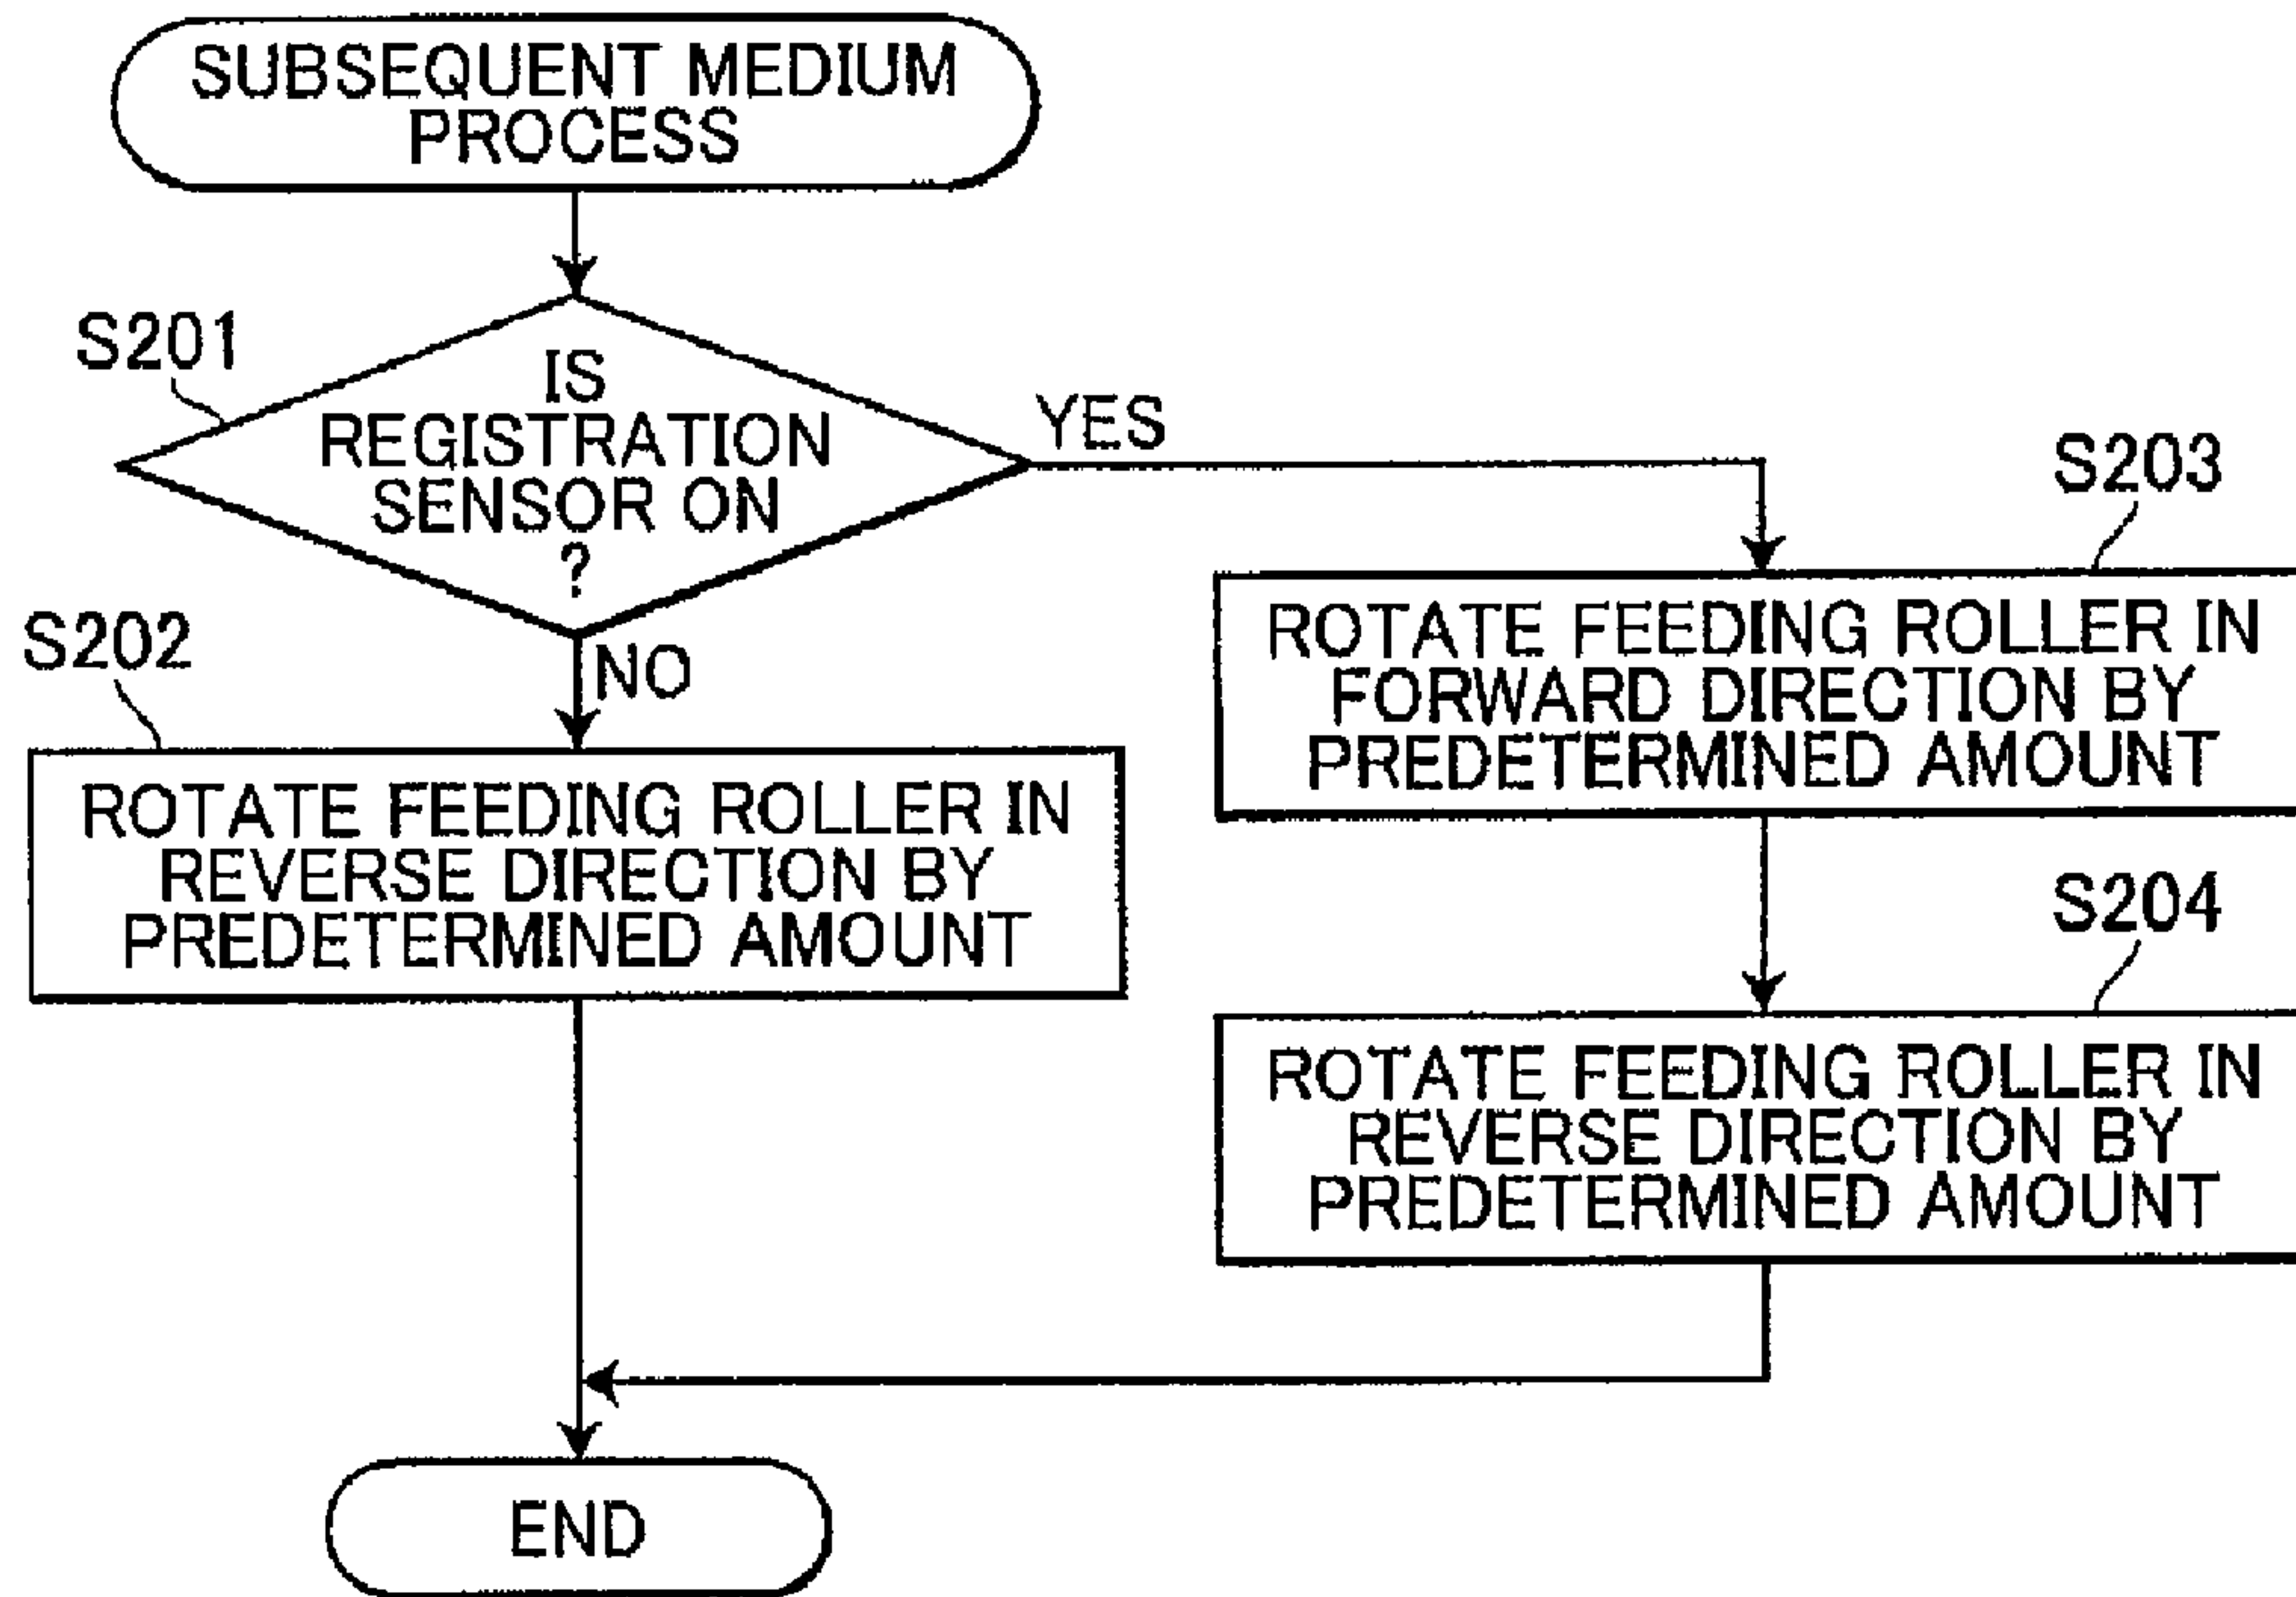 SUBSEQUENT MEDIUM
PROCESS
S201
IS
REGISTRATION
SENSOR ON
?
YES
NO
S202
ROTATE FEEDING ROLLER IN
REVERSE DIRECTION BY
PREDETERMINED AMOUNT
S203
ROTATE FEEDING ROLLER IN
FORWARD DIRECTION BY
PREDETERMINED AMOUNT
S204
ROTATE FEEDING ROLLER IN
REVERSE DIRECTION BY
PREDETERMINED AMOUNT
END